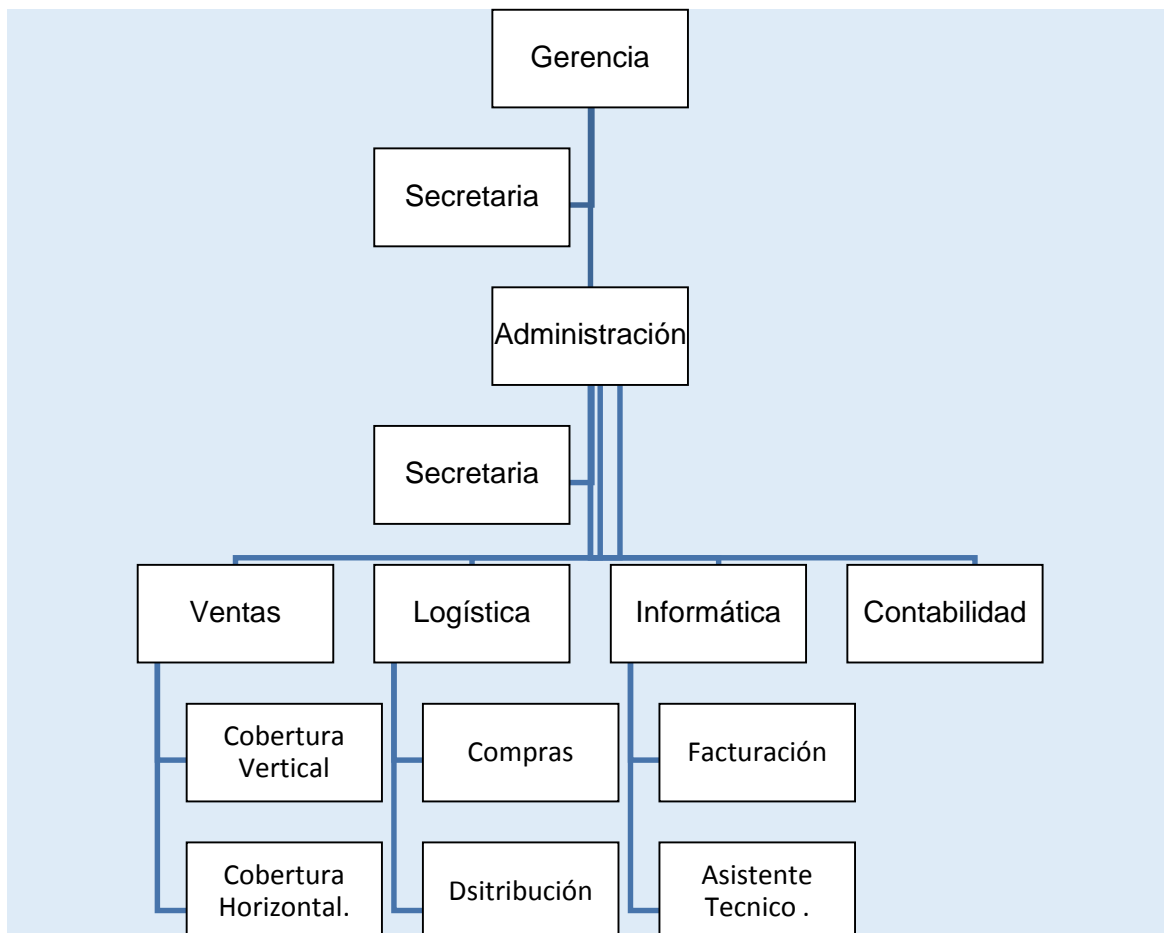 Gerencia
Secretaria
Administración
Secretaria
Ventas
Logística
Informática
Contabilidad
Cobertura
Vertical
Compras
Facturación
Cobertura
Horizontal.
Dsitribución
Asistente
Tecnico .